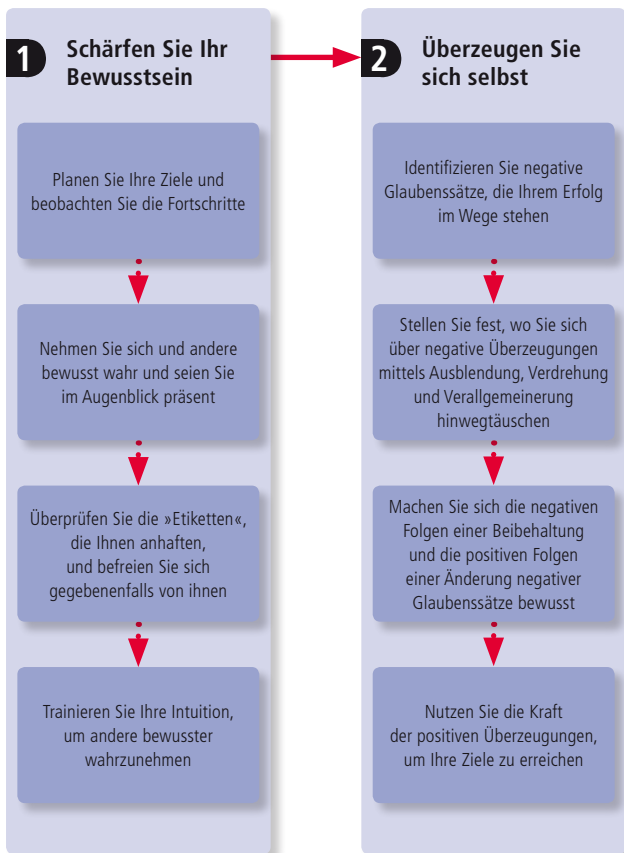 1
Schärfen Sie Ihr
Bewusstsein
Planen Sie Ihre Ziele und
beobachten Sie die Fortschritte
Nehmen Sie sich und andere
bewusst wahr und seien Sie
im Augenblick präsent
Überprüfen Sie die »Etiketten«,
die Ihnen anhaften,
und befreien Sie sich
gegebenenfalls von ihnen
Trainieren Sie Ihre Intuition,
um andere bewusster
wahrzunehmen
2
Überzeugen Sie
sich selbst
Identifizieren Sie negative
Glaubenssätze, die Ihrem Erfolg
im Wege stehen
Stellen Sie fest, wo Sie sich
über negative Überzeugungen
mittels Ausblendung, Verdrehung
und Verallgemeinerung
hinwegtäuschen
Machen Sie sich die negativen
Folgen einer Beibehaltung
und die positiven Folgen
einer Änderung negativer
Glaubenssätze bewusst
Nutzen Sie die Kraft
der positiven Überzeugungen,
um Ihre Ziele zu erreichen